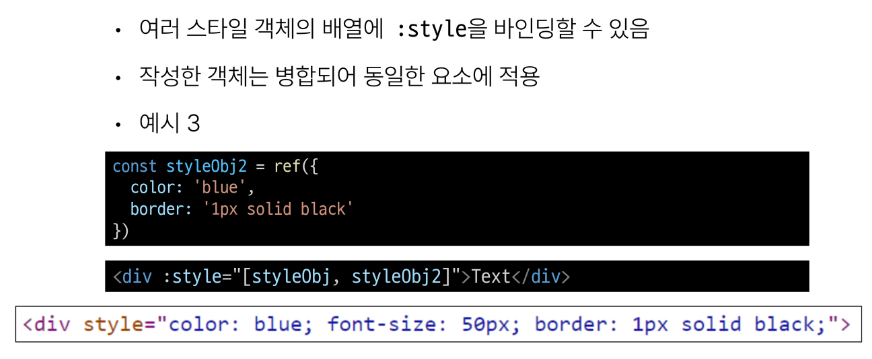 • 여러 스타일 객체의 배열에 :style을 바인딩할 수 있음
• 작성한 객체는 병합되어 동일한 요소에 적용
• 예시 3
const styleObj2 = ref({
  color: 'blue',
  border: '1px solid black'
})
<div :style="[styleObj, styleObj2]">Text</div>
<div style="color: blue; font-size: 50px; border: 1px solid black;">